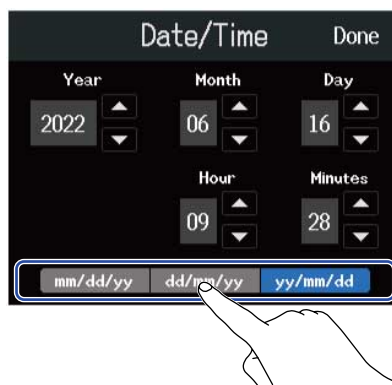 Date/Time Done
Year Month Day
2022 06 16
Hour Minutes
09 28
mm/dd/yy dd/mm/yy yy/mm/dd